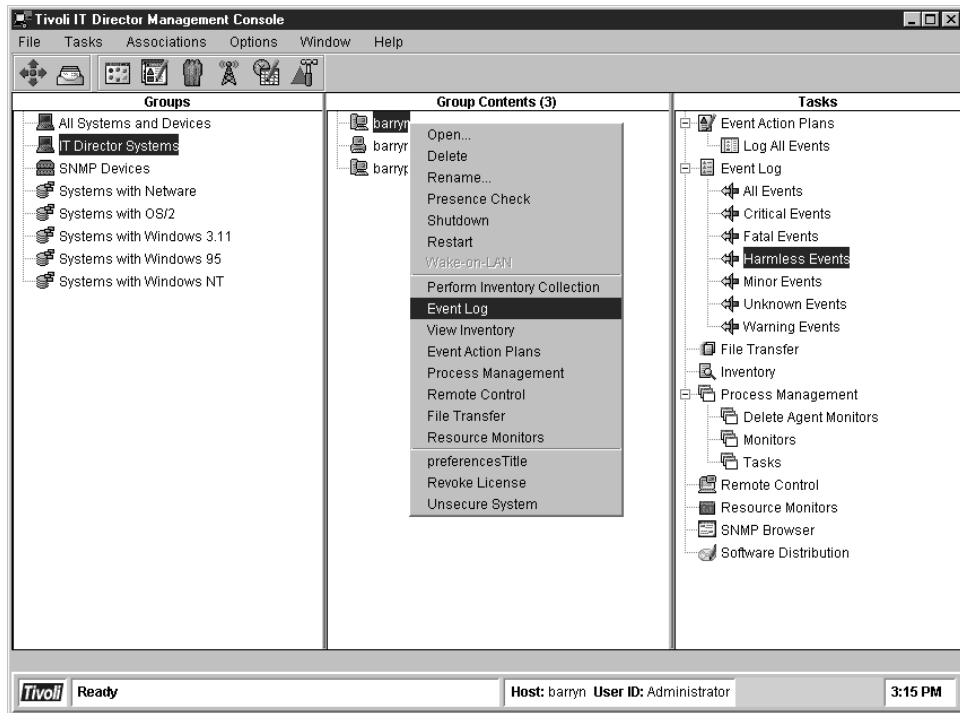 Tivoli IT Director Management Console
File Tasks Associations Options Window Help
Groups
All Systems and Devices
IT Director Systems
SNMP Devices
Systems with Netware
Systems with OS/2
Systems with Windows 3.11
Systems with Windows 95
Systems with Windows NT
Group Contents (3)
barryn
barryr
barryp
Open...
Delete
Rename...
Presence Check
Shutdown
Restart
Wake-on-LAN
Perform Inventory Collection
Event Log
View Inventory
Event Action Plans
Process Management
Remote Control
File Transfer
Resource Monitors
preferencesTitle
Revoke License
Unsecure System
Tasks
Event Action Plans
Log All Events
Event Log
All Events
Critical Events
Fatal Events
Harmless Events
Minor Events
Unknown Events
Warning Events
File Transfer
Inventory
Process Management
Delete Agent Monitors
Monitors
Tasks
Remote Control
Resource Monitors
SNMP Browser
Software Distribution
Tivoli Ready Host: barryn User ID: Administrator 3:15 PM